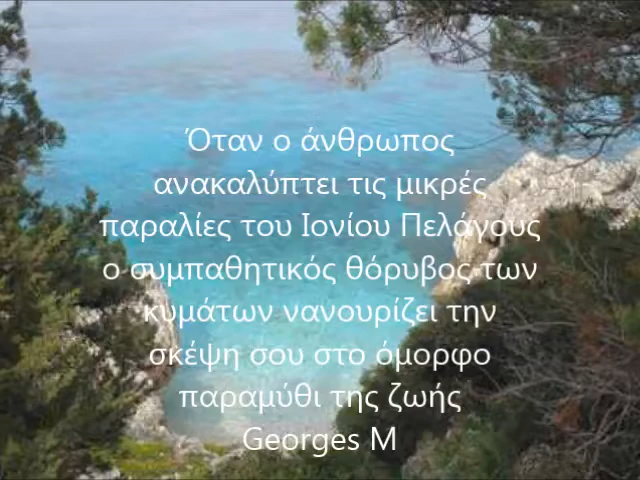 Όταν ο άνθρωπος
ανακαλύπτει τις μικρές
παραλίες του Ιονίου Πελάγους
ο συμπαθητικός θόρυβος των
κυμάτων νανουρίζει την
σκέψη σου στο όμορφο
παραμύθι της ζωής
Georges M